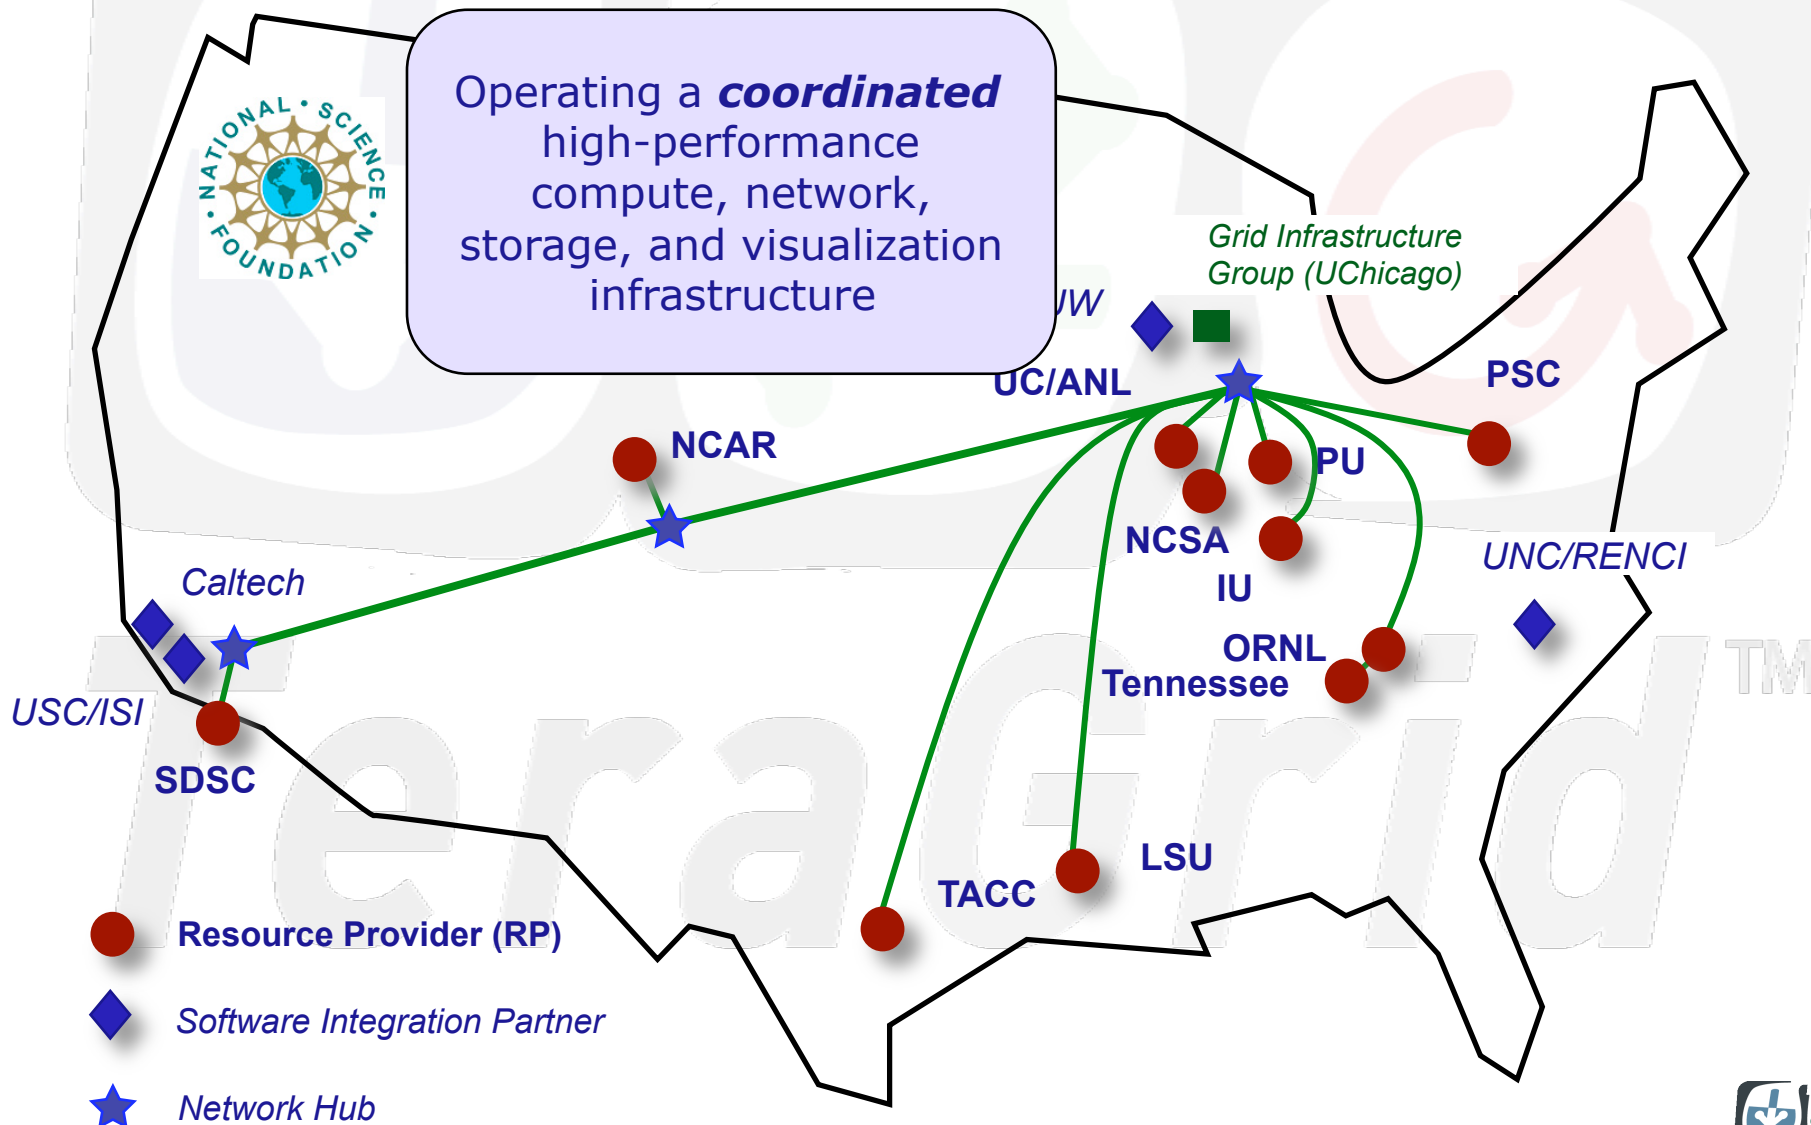 NATIONAL • SCIENCE • FOUNDATION •
Operating a coordinated
high-performance
compute, network,
storage, and visualization
infrastructure
Grid Infrastructure
Group (UChicago)
UW
UC/ANL
PSC
NCAR
PU
NCSA
UNC/RENCI
Caltech
IU
ORNL
Tennessee
USC/ISI
SDSC
LSU
TACC
TeraGrid™
Resource Provider (RP)
Software Integration Partner
Network Hub